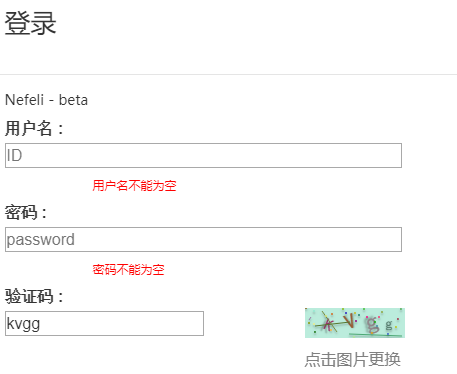 登录
Nefeli - beta
用户名：
ID
用户名不能为空
密码：
password
密码不能为空
验证码：
kvgg
kVgg
点击图片更换